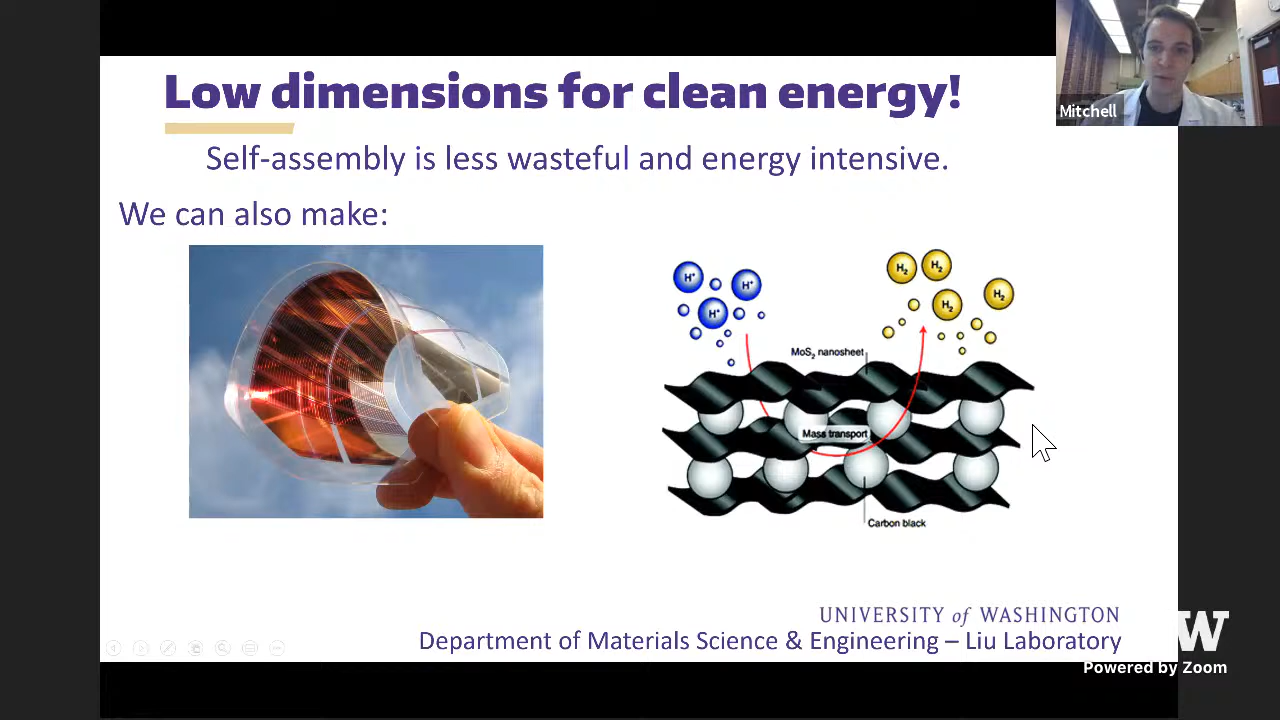 Low dimensions for clean energy!
Mitchell
Self-assembly is less wasteful and energy intensive.
We can also make:
H⁺
H⁺
H⁺
H₂
H₂
H₂
H₂
MoS₂ nanosheet
Mass transport
Carbon black
UNIVERSITY of WASHINGTON
Department of Materials Science & Engineering – Liu Laboratory
W
Powered by Zoom